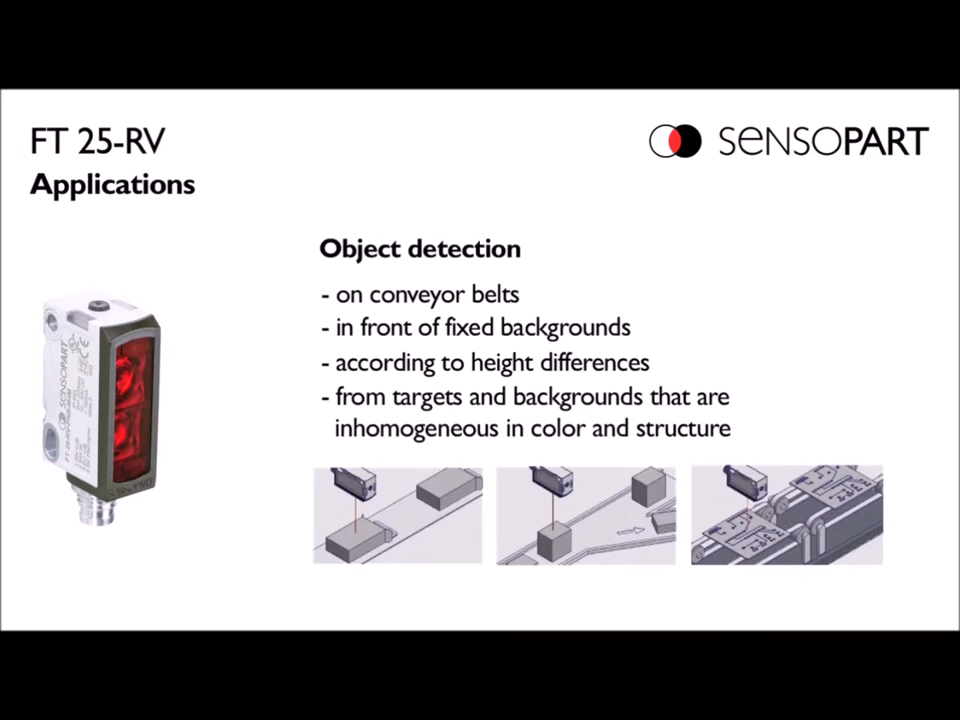 FT 25-RV
Applications
SENSOPART
Object detection
- on conveyor belts
- in front of fixed backgrounds
- according to height differences
- from targets and backgrounds that are
inhomogeneous in color and structure
SENSOPART